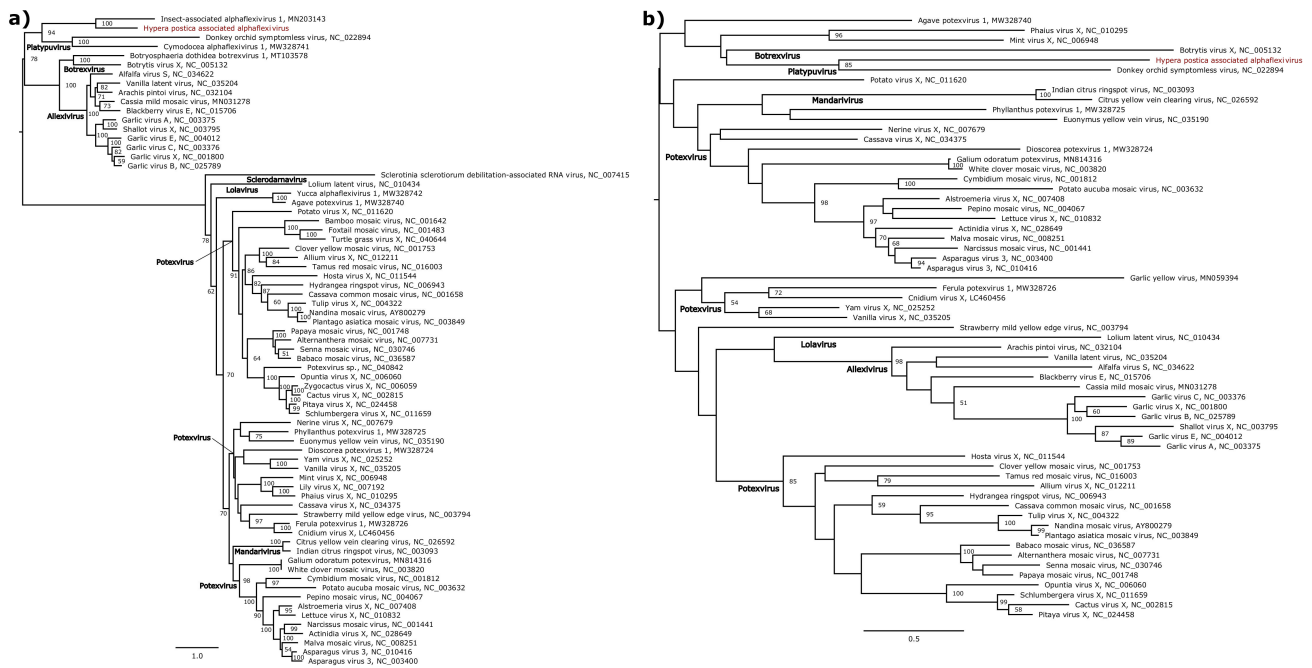 a)
Insect-associated alphaflexivirus 1, MN203143
100
Hypera postica associated alphaflexivirus
94
Donkey orchid symptomless virus, NC_022894
Platypuvirus
100
Cymodocea alphaflexivirus 1, MW328741
78
Botryosphaeria dothidea botrexvirus 1, MT103578
Botrexvirus
Botrytis virus X, NC_005132
100
Alfalfa virus S, NC_034622
Vanilla latent virus, NC_035204
82
Arachis pintoi virus, NC_032104
71
Cassia mild mosaic virus, MN031278
73
Blackberry virus E, NC_015706
Allexivirus
100
Garlic virus A, NC_003375
100
Shallot virus X, NC_003795
100
Garlic virus E, NC_004012
100
Garlic virus C, NC_003376
82
Garlic virus X, NC_001800
59
Garlic virus B, NC_025789
Sclerotinia sclerotiorum debilitation-associated RNA virus, NC_007415
Sclerodarnavirus
Lolium latent virus, NC_010434
Lolavirus
Yucca alphaflexivirus 1, MW328742
100
Agave potexvirus 1, MW328740
Potato virus X, NC_011620
78
Bamboo mosaic virus, NC_001642
100
Foxtail mosaic virus, NC_001483
100
Turtle grass virus X, NC_040644
Clover yellow mosaic virus, NC_001753
100
Allium virus X, NC_012211
Potexvirus
84
Tamus red mosaic virus, NC_016003
91
86
Hosta virus X, NC_011544
82
Hydrangea ringspot virus, NC_006943
62
87
Cassava common mosaic virus, NC_001658
60
Tulip virus X, NC_004322
100
Nandina mosaic virus, AY800279
100
Plantago asiatica mosaic virus, NC_003849
Papaya mosaic virus, NC_001748
100
Alternanthera mosaic virus, NC_007731
Senna mosaic virus, NC_030746
51
64
Babaco mosaic virus, NC_036587
Potexvirus sp., NC_040842
70
100
Opuntia virus X, NC_006060
Zygocactus virus X, NC_006059
100
100
Cactus virus X, NC_002815
100
Pitaya virus X, NC_024458
99
Schlumbergera virus X, NC_011659
Nerine virus X, NC_007679
Phyllanthus potexvirus 1, MW328725
Potexvirus
75
Euonymus yellow vein virus, NC_035190
Dioscorea potexvirus 1, MW328724
Yam virus X, NC_025252
100
Vanilla virus X, NC_035205
Mint virus X, NC_006948
100
Lily virus X, NC_007192
100
Phaius virus X, NC_010295
Cassava virus X, NC_034375
70
Strawberry mild yellow edge virus, NC_003794
97
Ferula potexvirus 1, MW328726
100
Cnidium virus X, LC460456
Citrus yellow vein clearing virus, NC_026592
100
Mandarivirus
Indian citrus ringspot virus, NC_003093
Galium odoratum potexvirus, MN814316
100
White clover mosaic virus, NC_003820
98
Cymbidium mosaic virus, NC_001812
Potexvirus
97
Potato aucuba mosaic virus, NC_003632
100
Pepino mosaic virus, NC_004067
Alstroemeria virus X, NC_007408
95
90
Lettuce virus X, NC_010832
Narcissus mosaic virus, NC_001441
99
100
Actinidia virus X, NC_028649
100
Malva mosaic virus, NC_008251
54
Asparagus virus 3, NC_010416
100
Asparagus virus 3, NC_003400
1.0
b)
Agave potexvirus 1, MW328740
Phaius virus X, NC_010295
96
Mint virus X, NC_006948
Botrytis virus X, NC_005132
Botrexvirus
Hypera postica associated alphaflexivirus
85
Platypuvirus
Donkey orchid symptomless virus, NC_022894
Potato virus X, NC_011620
Indian citrus ringspot virus, NC_003093
100
Mandarivirus
Citrus yellow vein clearing virus, NC_026592
Phyllanthus potexvirus 1, MW328725
Euonymus yellow vein virus, NC_035190
Nerine virus X, NC_007679
Cassava virus X, NC_034375
Dioscorea potexvirus 1, MW328724
Potexvirus
Galium odoratum potexvirus, MN814316
100
White clover mosaic virus, NC_003820
Cymbidium mosaic virus, NC_001812
100
Potato aucuba mosaic virus, NC_003632
98
Alstroemeria virus X, NC_007408
Pepino mosaic virus, NC_004067
97
Lettuce virus X, NC_010832
Actinidia virus X, NC_028649
70
Malva mosaic virus, NC_008251
68
Narcissus mosaic virus, NC_001441
Asparagus virus 3, NC_003400
94
Asparagus virus 3, NC_010416
Garlic yellow virus, MN059394
Ferula potexvirus 1, MW328726
72
Cnidium virus X, LC460456
Potexvirus
54
Yam virus X, NC_025252
68
Vanilla virus X, NC_035205
Strawberry mild yellow edge virus, NC_003794
Lolium latent virus, NC_010434
Lolavirus
Arachis pintoi virus, NC_032104
Vanilla latent virus, NC_035204
98
Allexivirus
Alfalfa virus S, NC_034622
Blackberry virus E, NC_015706
Cassia mild mosaic virus, MN031278
51
Garlic virus C, NC_003376
Garlic virus X, NC_001800
60
100
Garlic virus B, NC_025789
Shallot virus X, NC_003795
87
Garlic virus E, NC_004012
89
Garlic virus A, NC_003375
Hosta virus X, NC_011544
Clover yellow mosaic virus, NC_001753
Potexvirus
85
Tamus red mosaic virus, NC_016003
79
Allium virus X, NC_012211
Hydrangea ringspot virus, NC_006943
59
Cassava common mosaic virus, NC_001658
95
Tulip virus X, NC_004322
100
Nandina mosaic virus, AY800279
99
Plantago asiatica mosaic virus, NC_003849
Babaco mosaic virus, NC_036587
100
Alternanthera mosaic virus, NC_007731
Senna mosaic virus, NC_030746
Papaya mosaic virus, NC_001748
Opuntia virus X, NC_006060
100
Schlumbergera virus X, NC_011659
99
Cactus virus X, NC_002815
58
Pitaya virus X, NC_024458
0.5